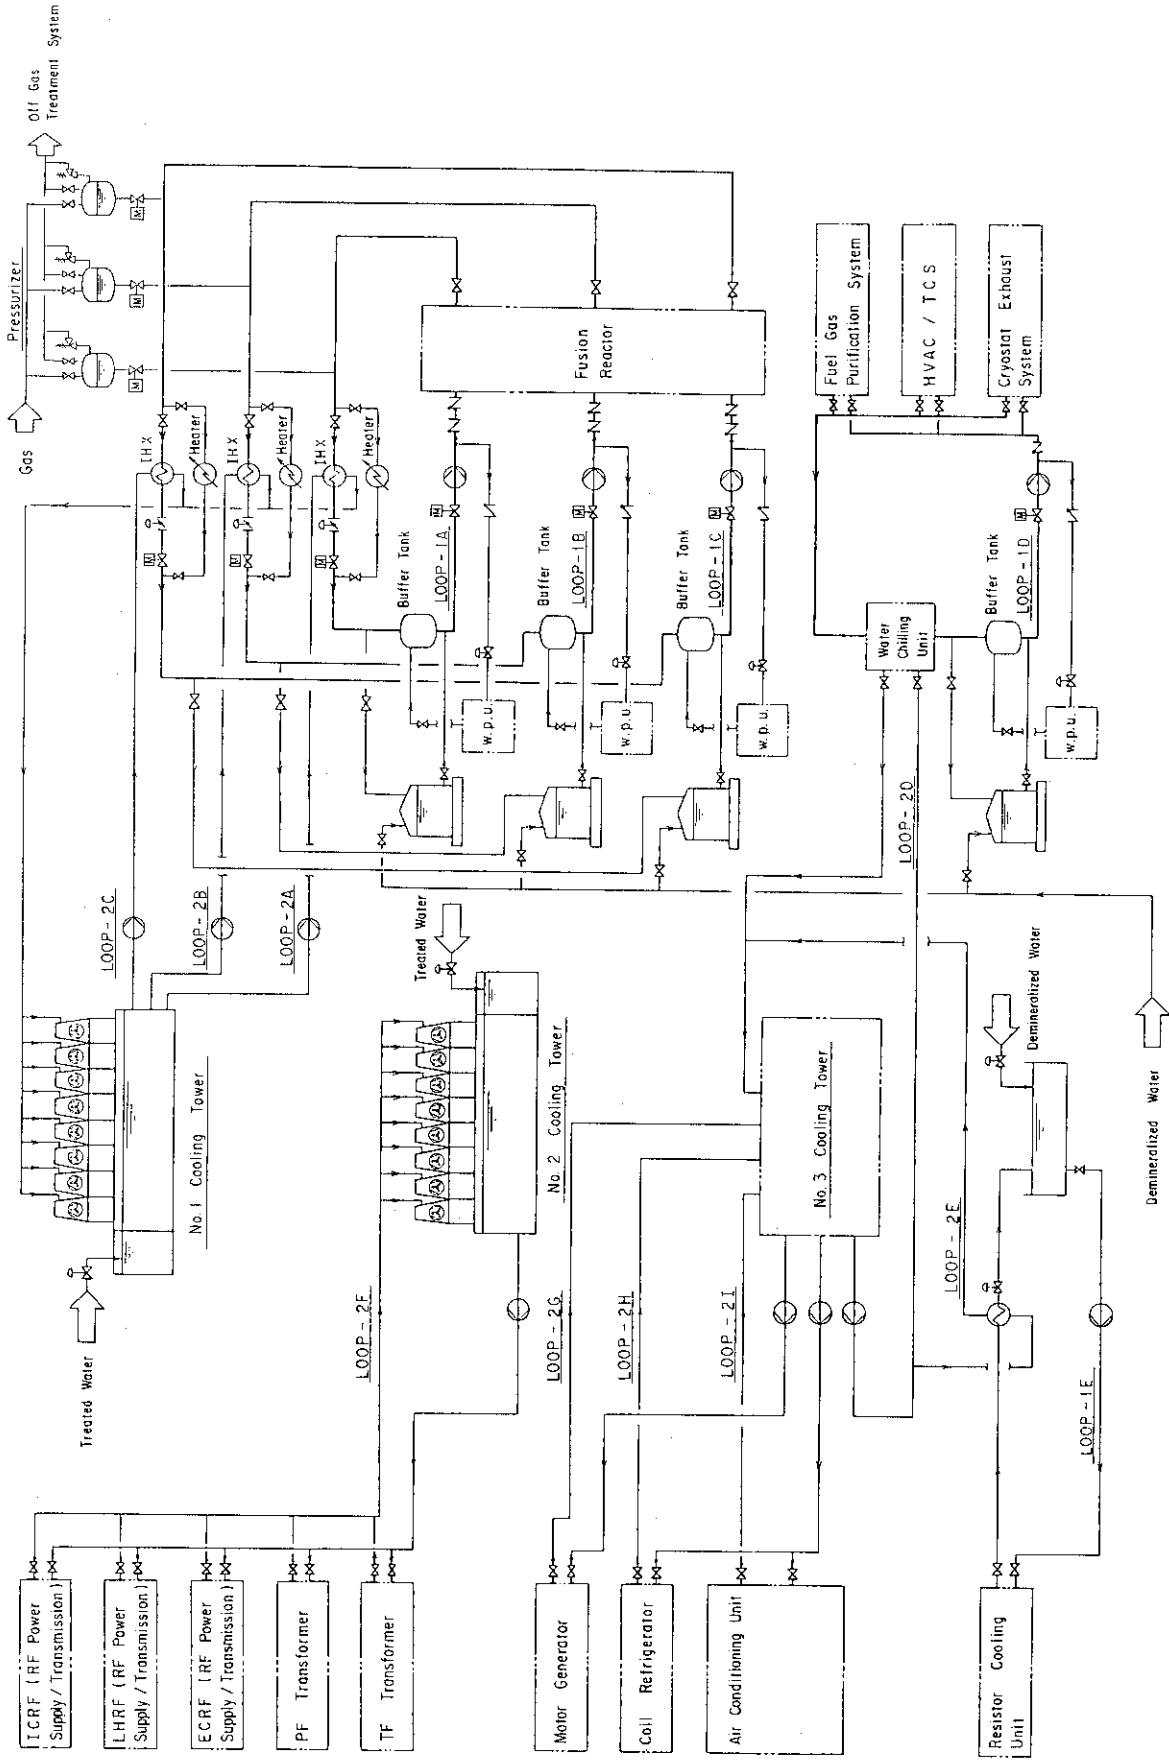 Off Gas
Treatment System
Pressurizer
Gas
M
M
M
IHX
Heater
IHX
Heater
IHX
Heater
M
M
M
Fusion
Reactor
Buffer Tank
LOOP-1A
M
w.p.u.
Buffer Tank
LOOP-1B
M
w.p.u.
Buffer Tank
LOOP-1C
M
w.p.u.
Fuel Gas
Purification System
HVAC / TCS
Cryostat Exhaust
System
Water
Chilling
Unit
Buffer Tank
LOOP-1D
M
w.p.u.
LOOP-2C
LOOP-2B
LOOP-2A
LOOP-2D
No.1 Cooling Tower
Treated Water
Treated Water
No.2 Cooling Tower
No.3 Cooling Tower
Demineralized Water
Demineralized Water
LOOP-2F
LOOP-2G
LOOP-2H
LOOP-2I
LOOP-2E
LOOP-1E
ICRF (RF Power
Supply / Transmission)
LHRF (RF Power
Supply / Transmission)
ECRF (RF Power
Supply / Transmission)
PF Transformer
TF Transformer
Motor Generator
Coil Refrigerator
Air Conditioning Unit
Resistor Cooling
Unit